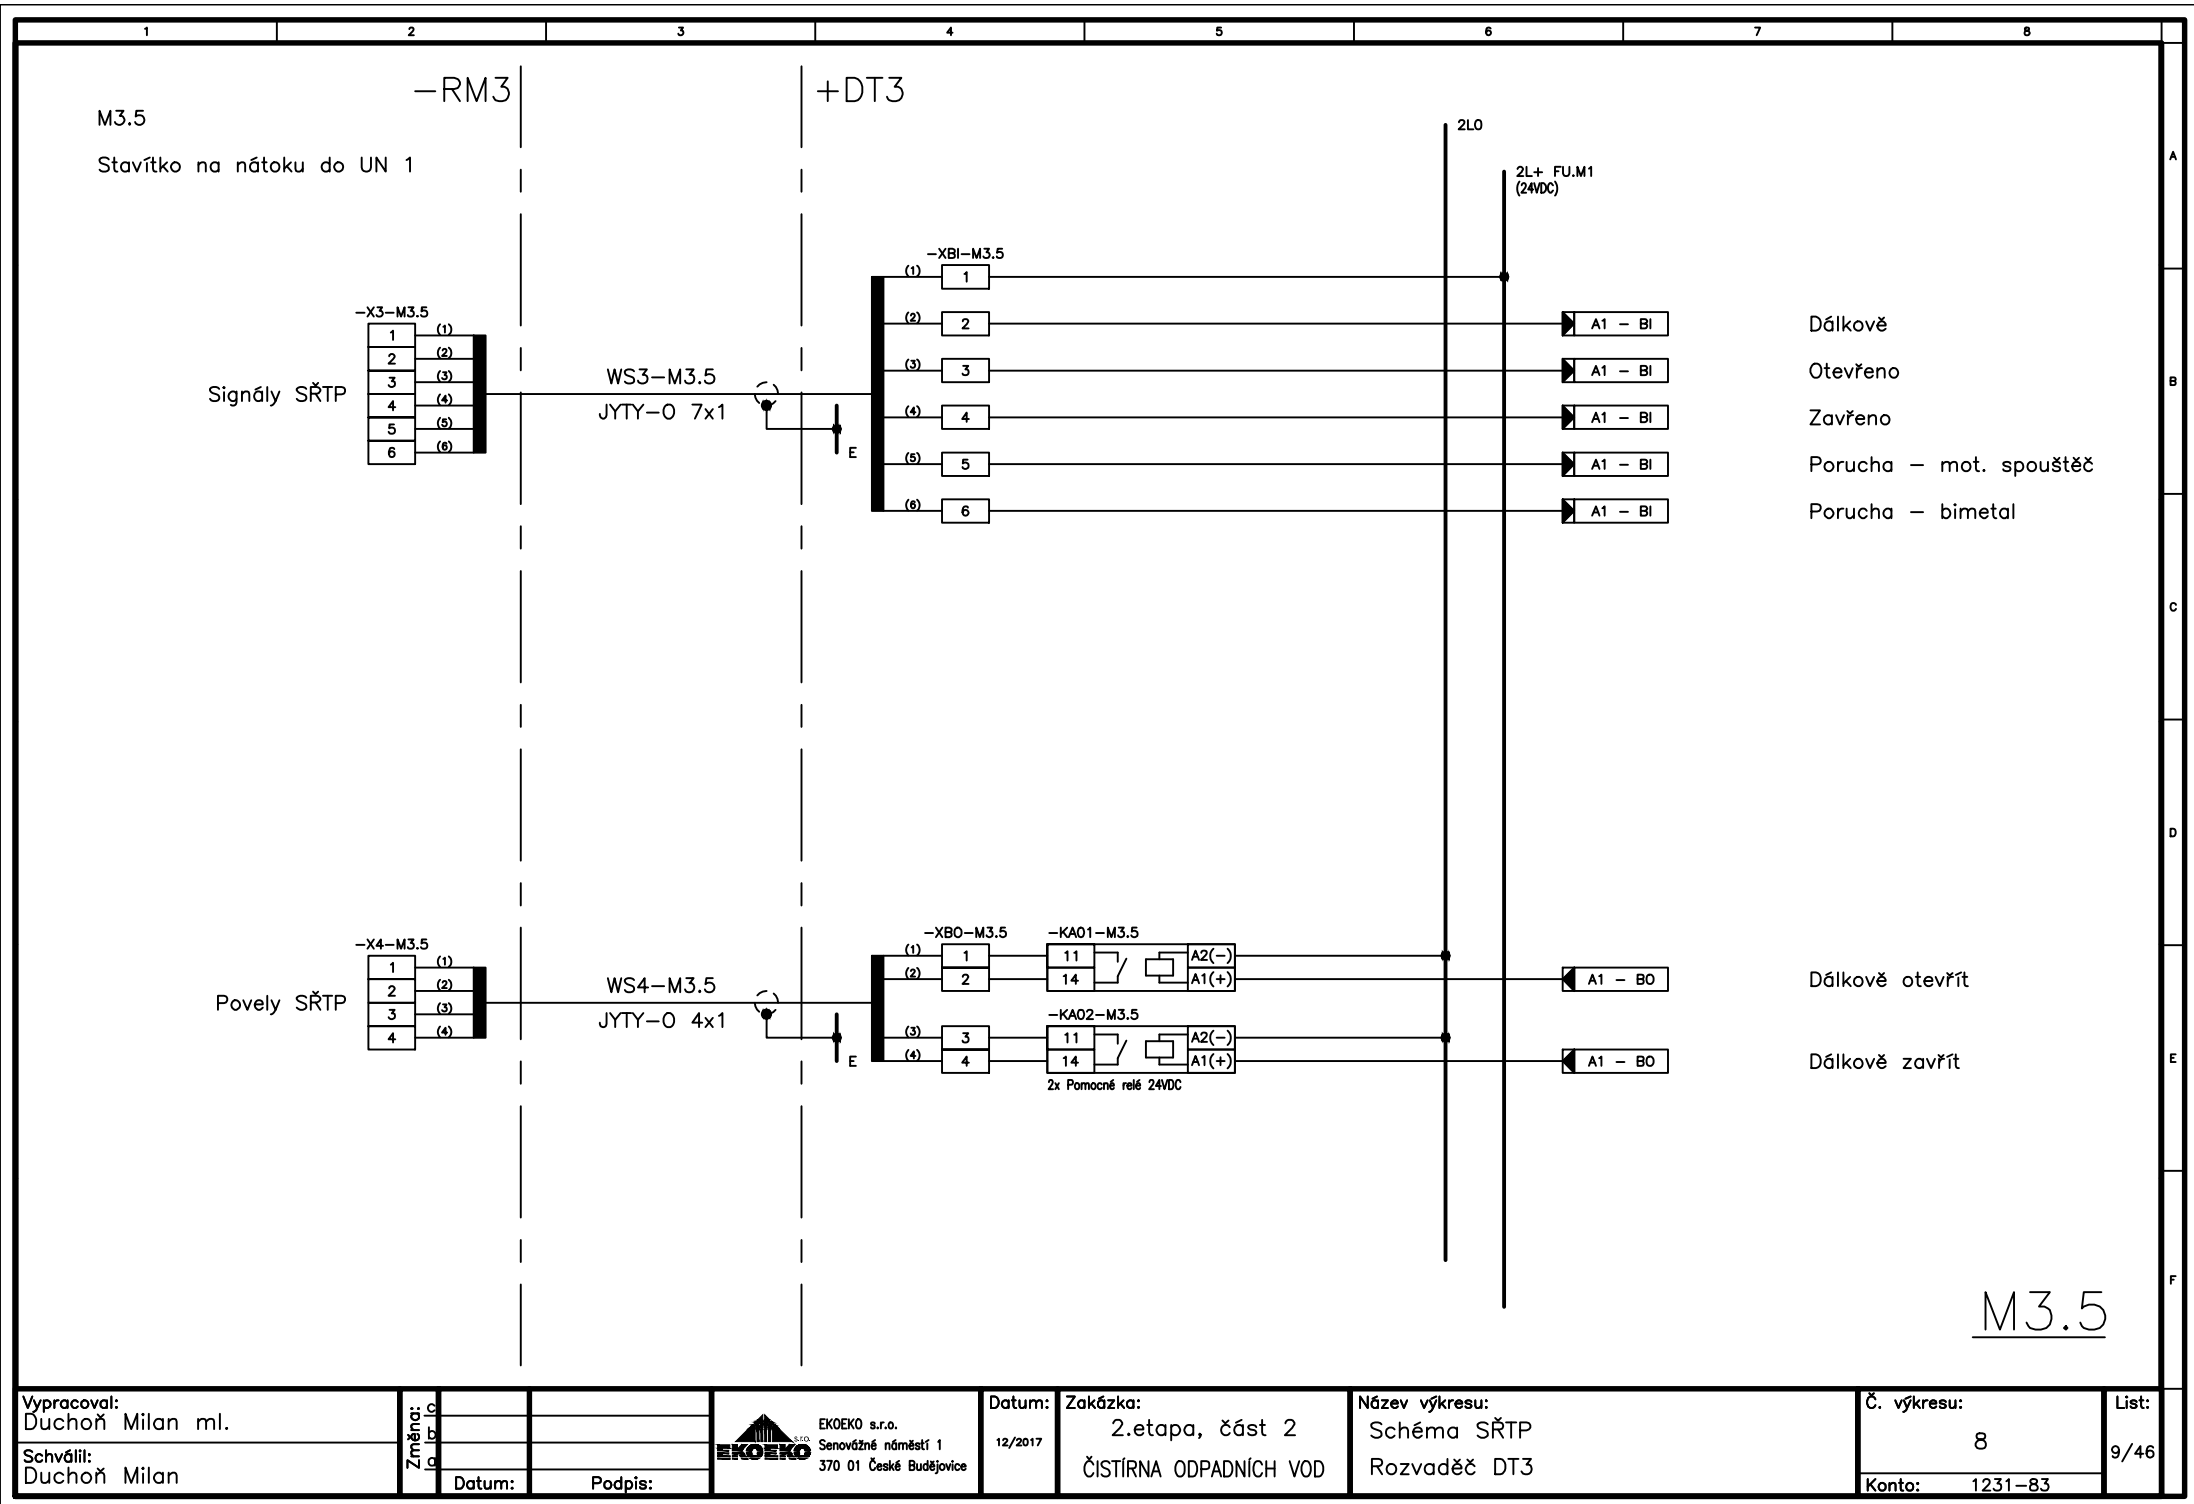 1 2 3 4 5 6 7 8
-RM3
+DT3
M3.5
Stavítko na nátoku do UN 1
2L0
2L+ FU.M1
(24VDC)
A
B
C
D
E
F
-X3-M3.5
1 (1)
2 (2)
3 (3)
4 (4)
5 (5)
6 (6)
Signály SŘTP
WS3-M3.5
JYTY-O 7x1
E
-XBI-M3.5
(1) 1
(2) 2 A1 - BI Dálkově
(3) 3 A1 - BI Otevřeno
(4) 4 A1 - BI Zavřeno
(5) 5 A1 - BI Porucha - mot. spouštěč
(6) 6 A1 - BI Porucha - bimetal
-X4-M3.5
1 (1)
2 (2)
3 (3)
4 (4)
Povely SŘTP
WS4-M3.5
JYTY-O 4x1
E
-XBO-M3.5 -KA01-M3.5
(1) 1 11 A2(-)
(2) 2 14 A1(+) A1 - BO Dálkově otevřít
-KA02-M3.5
(3) 3 11 A2(-)
(4) 4 14 A1(+) A1 - BO Dálkově zavřít
2x Pomocné relé 24VDC
M3.5
Vypracoval:
Duchoň Milan ml.
Schválil:
Duchoň Milan
Změna:
c
b
a
Datum: Podpis:
EKOEKO s.r.o.
EKOEKO s.r.o.
Senovážné náměstí 1
370 01 České Budějovice
Datum:
12/2017
Zakázka:
2.etapa, část 2
ČISTÍRNA ODPADNÍCH VOD
Název výkresu:
Schéma SŘTP
Rozvaděč DT3
Č. výkresu:
8
Konto: 1231-83
List:
9/46